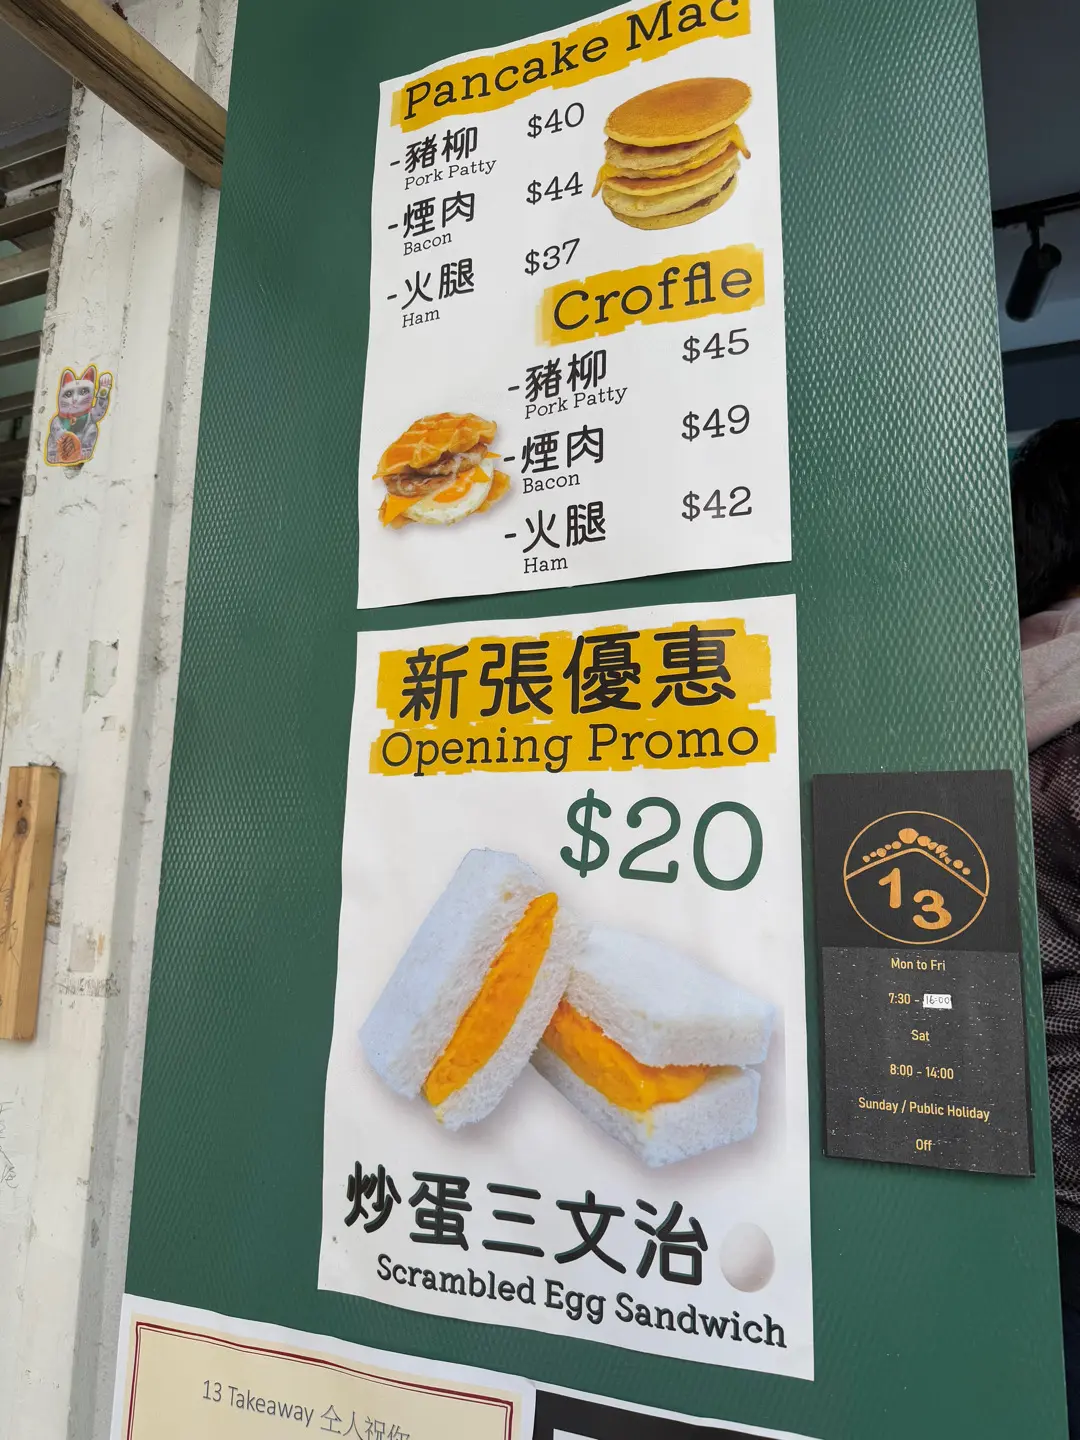 Pancake Mac
-豬柳 $40
Pork Patty
-煙肉 $44
Bacon
-火腿 $37
Ham
Croffle
-豬柳 $45
Pork Patty
-煙肉 $49
Bacon
-火腿 $42
Ham
新張優惠
Opening Promo
$20
炒蛋三文治
Scrambled Egg Sandwich
13
Mon to Fri
7:30 - 16:00
Sat
8:00 - 14:00
Sunday / Public Holiday
Off
13 Takeaway 仝人祝你